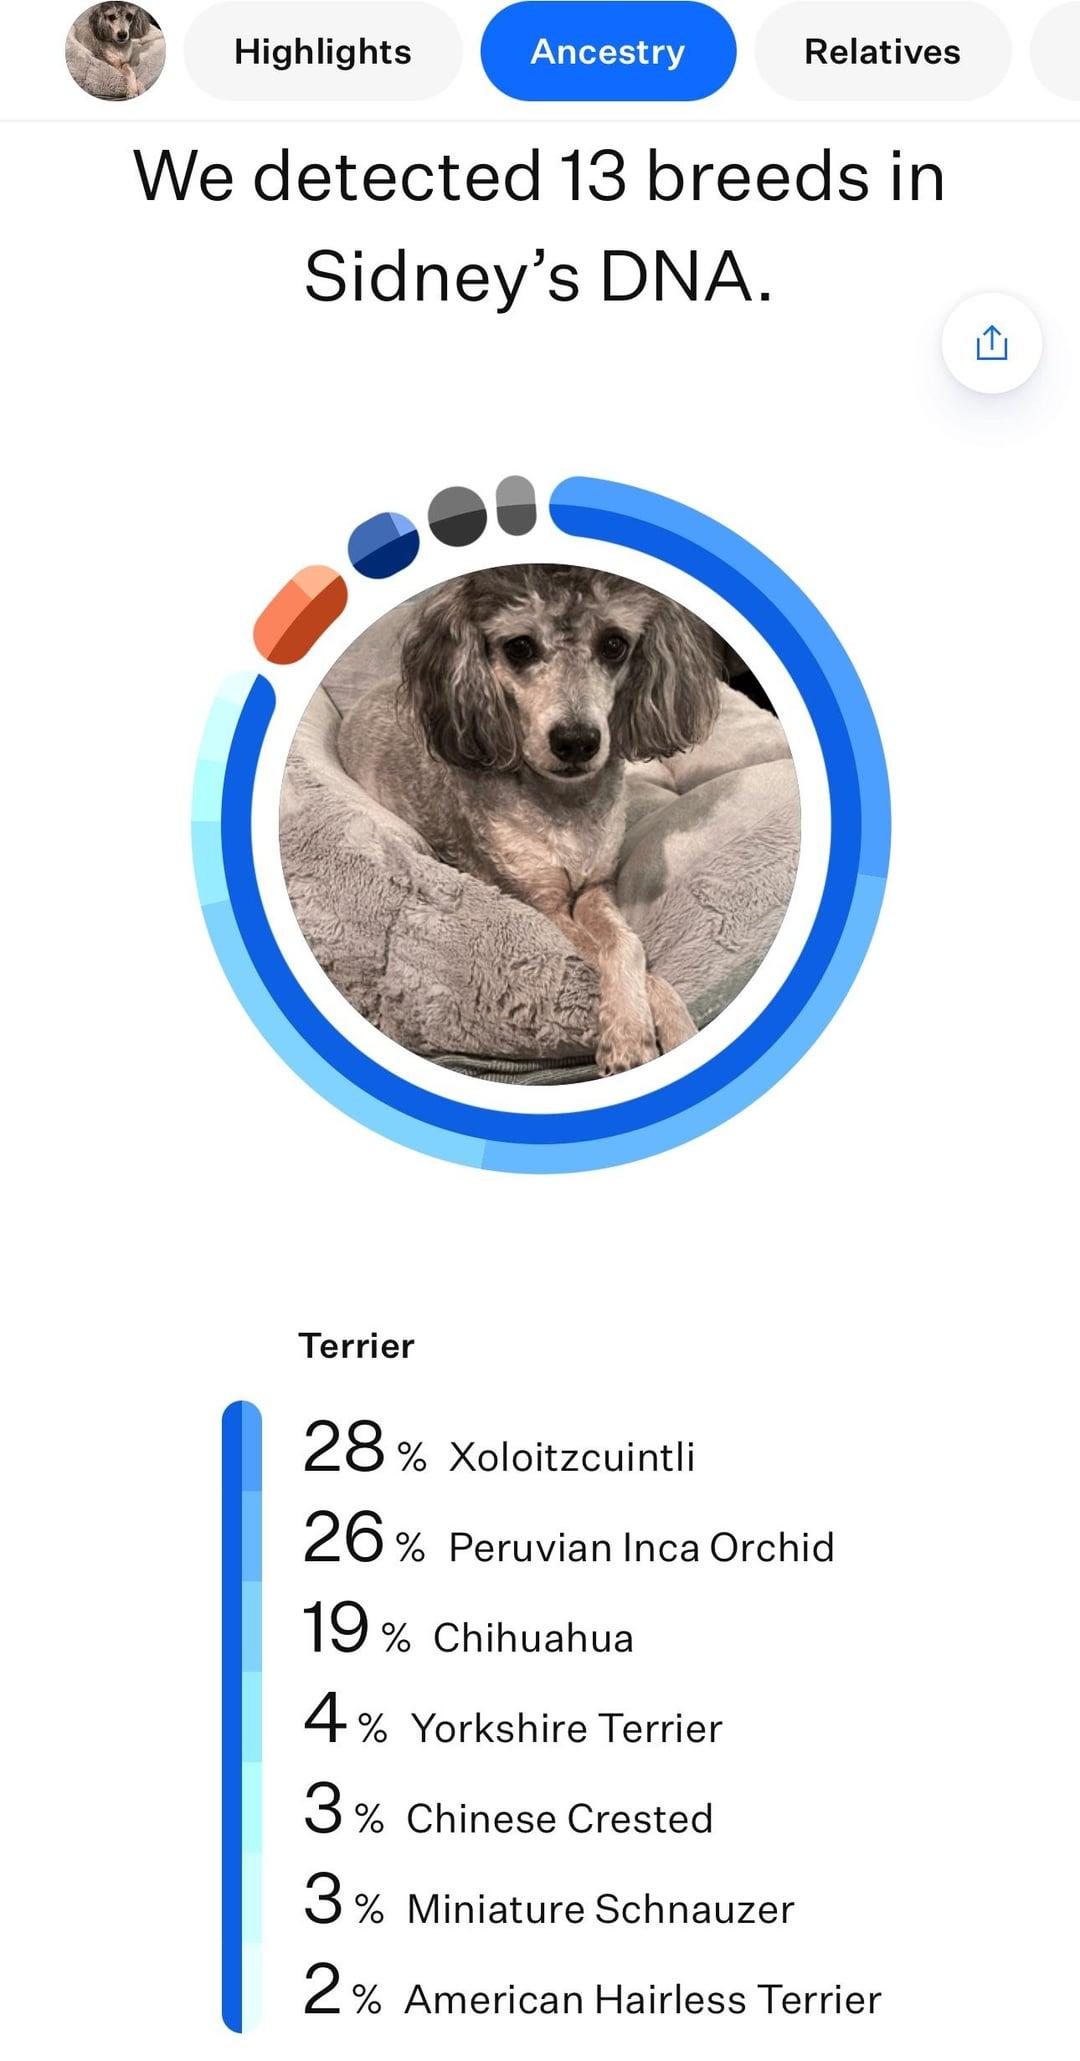 Highlights Ancestry Relatives
We detected 13 breeds in
Sidney’s DNA.
Terrier
28 % Xoloitzcuintli
26 % Peruvian Inca Orchid
19 % Chihuahua
4 % Yorkshire Terrier
3 % Chinese Crested
3 % Miniature Schnauzer
2 % American Hairless Terrier